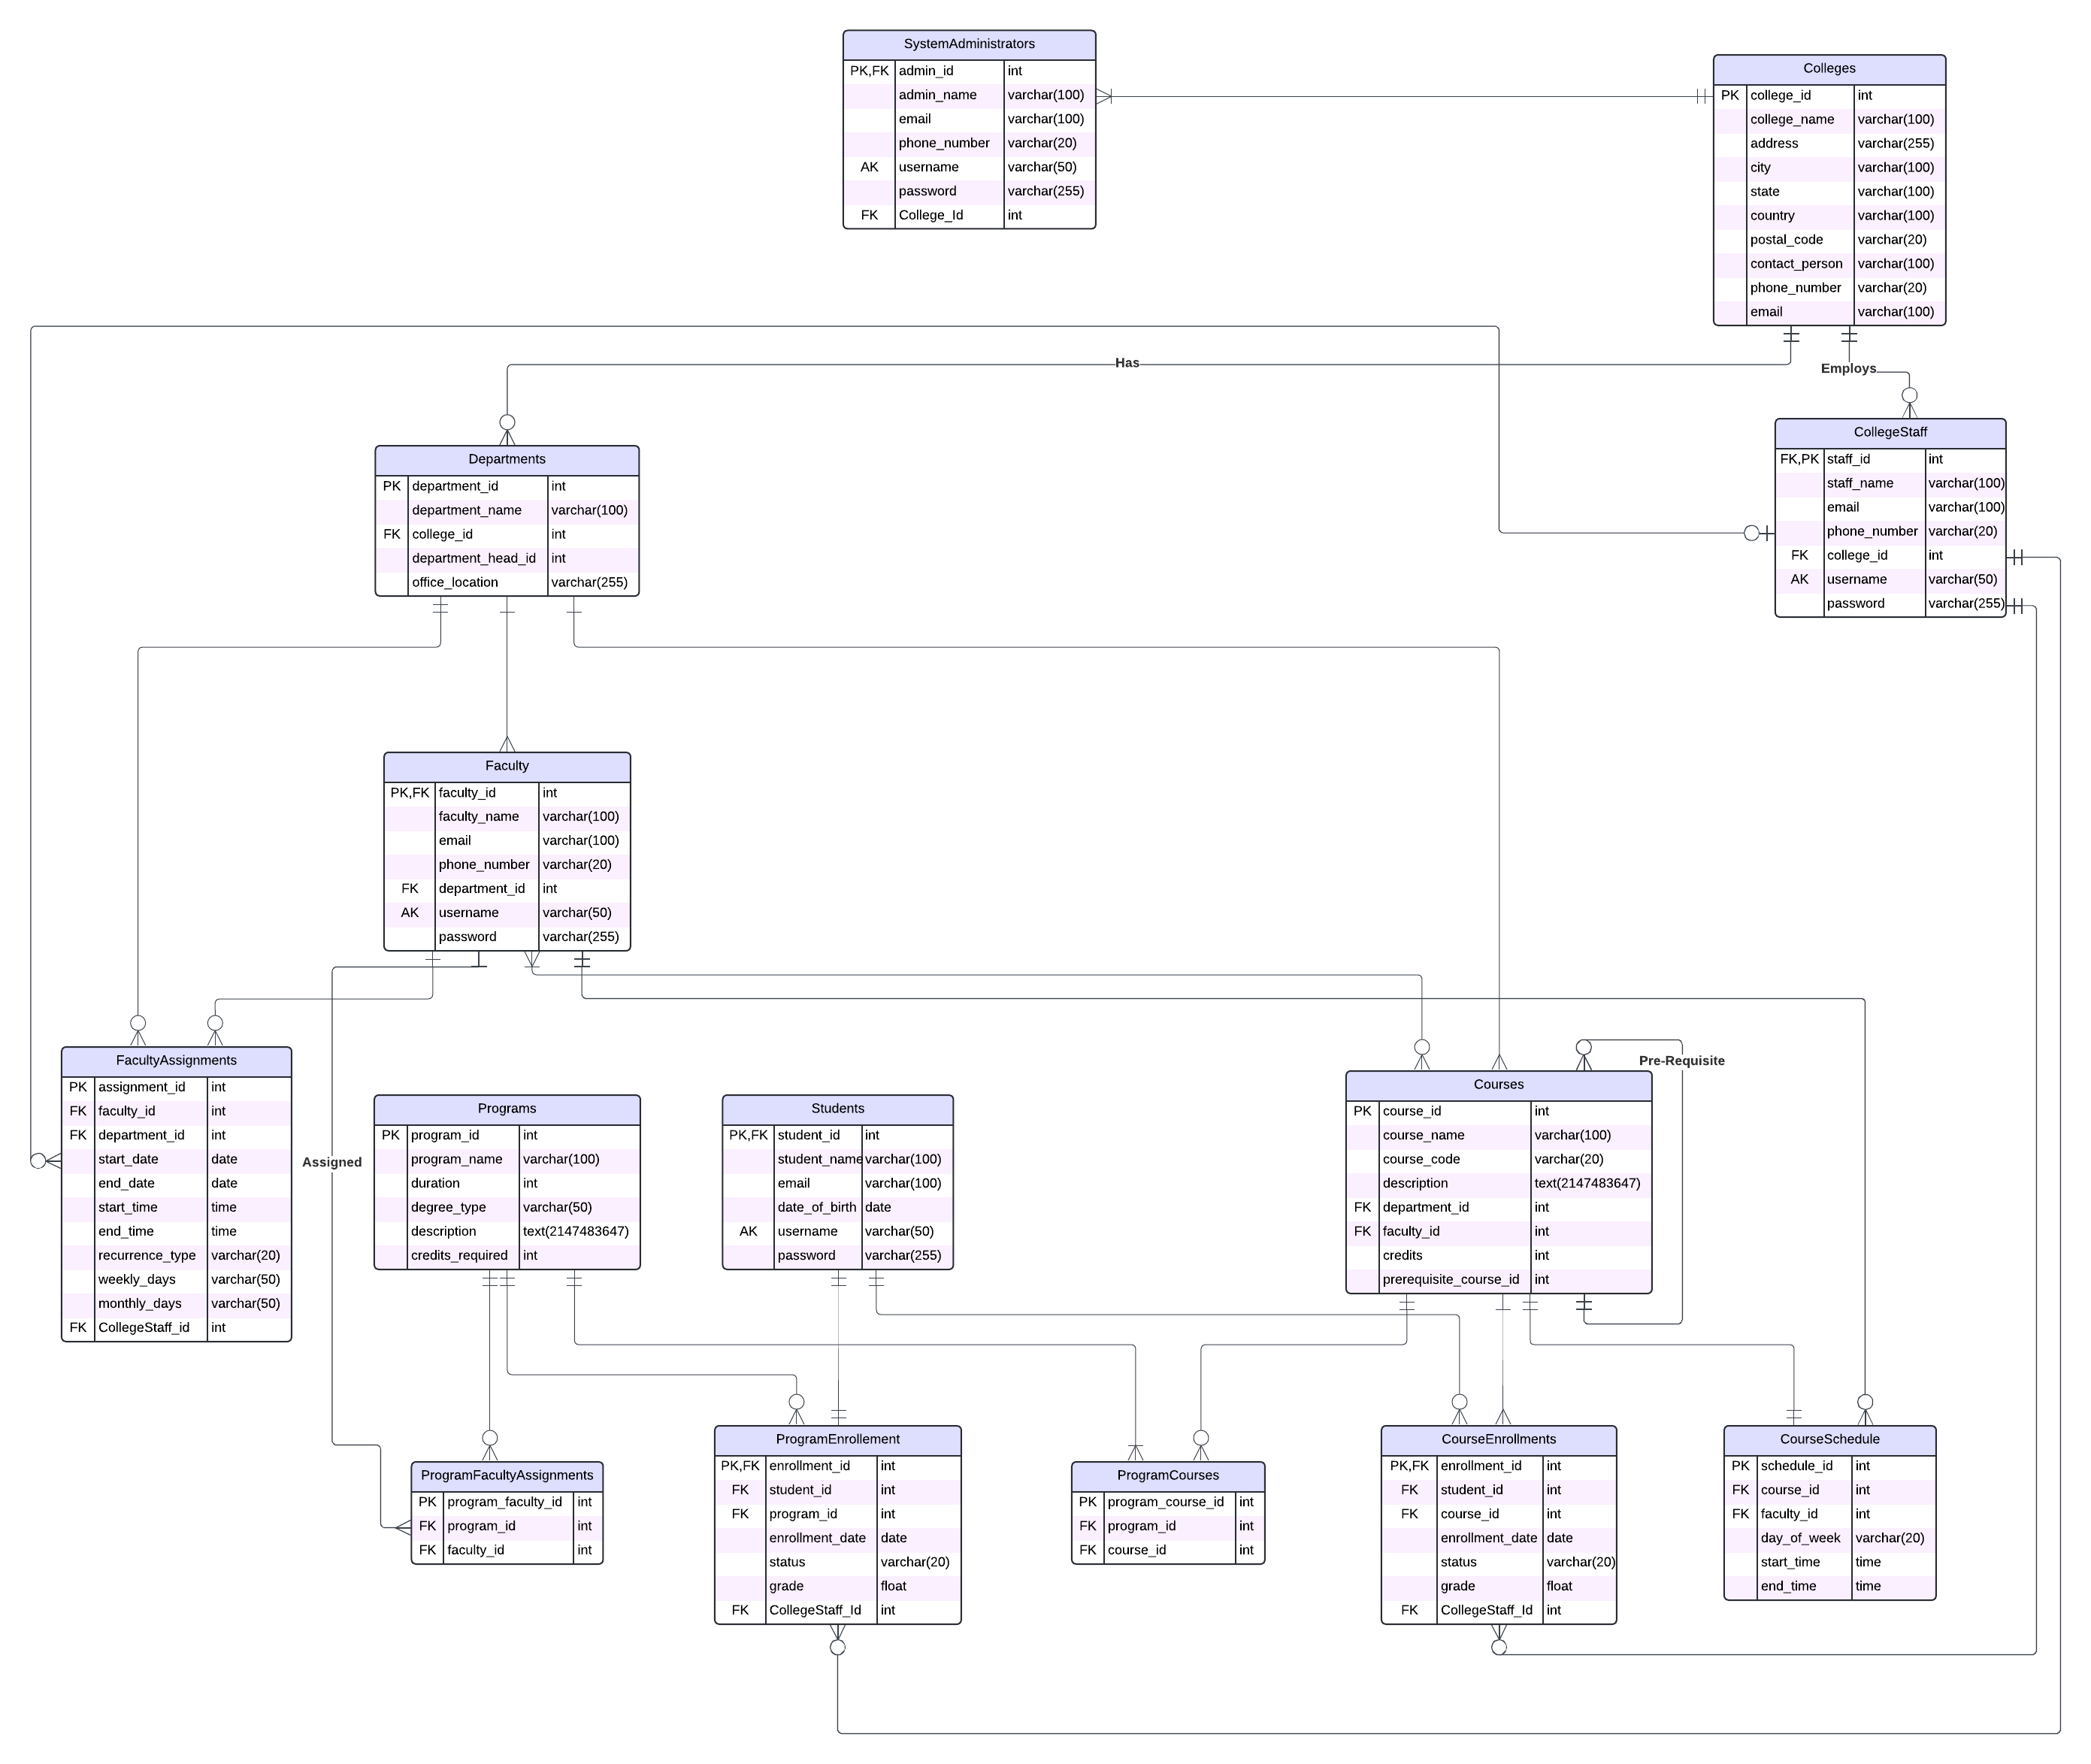 SystemAdministrators
PK,FK admin_id int
admin_name varchar(100)
email varchar(100)
phone_number varchar(20)
AK username varchar(50)
password varchar(255)
FK College_Id int
Colleges
PK college_id int
college_name varchar(100)
address varchar(255)
city varchar(100)
state varchar(100)
country varchar(100)
postal_code varchar(20)
contact_person varchar(100)
phone_number varchar(20)
email varchar(100)
Has
Employs
Departments
PK department_id int
department_name varchar(100)
FK college_id int
department_head_id int
office_location varchar(255)
CollegeStaff
FK,PK staff_id int
staff_name varchar(100)
email varchar(100)
phone_number varchar(20)
FK college_id int
AK username varchar(50)
password varchar(255)
Faculty
PK,FK faculty_id int
faculty_name varchar(100)
email varchar(100)
phone_number varchar(20)
FK department_id int
AK username varchar(50)
password varchar(255)
FacultyAssignments
PK assignment_id int
FK faculty_id int
FK department_id int
start_date date
end_date date
start_time time
end_time time
recurrence_type varchar(20)
weekly_days varchar(50)
monthly_days varchar(50)
FK CollegeStaff_id int
Assigned
Programs
PK program_id int
program_name varchar(100)
duration int
degree_type varchar(50)
description text(2147483647)
credits_required int
Students
PK,FK student_id int
student_name varchar(100)
email varchar(100)
date_of_birth date
AK username varchar(50)
password varchar(255)
Courses
PK course_id int
course_name varchar(100)
course_code varchar(20)
description text(2147483647)
FK department_id int
FK faculty_id int
credits int
prerequisite_course_id int
Pre-Requisite
ProgramFacultyAssignments
PK program_faculty_id int
FK program_id int
FK faculty_id int
ProgramEnrollement
PK,FK enrollment_id int
FK student_id int
FK program_id int
enrollment_date date
status varchar(20)
grade float
FK CollegeStaff_Id int
ProgramCourses
PK program_course_id int
FK program_id int
FK course_id int
CourseEnrollments
PK,FK enrollment_id int
FK student_id int
FK course_id int
enrollment_date date
status varchar(20)
grade float
FK CollegeStaff_Id int
CourseSchedule
PK schedule_id int
FK course_id int
FK faculty_id int
day_of_week varchar(20)
start_time time
end_time time